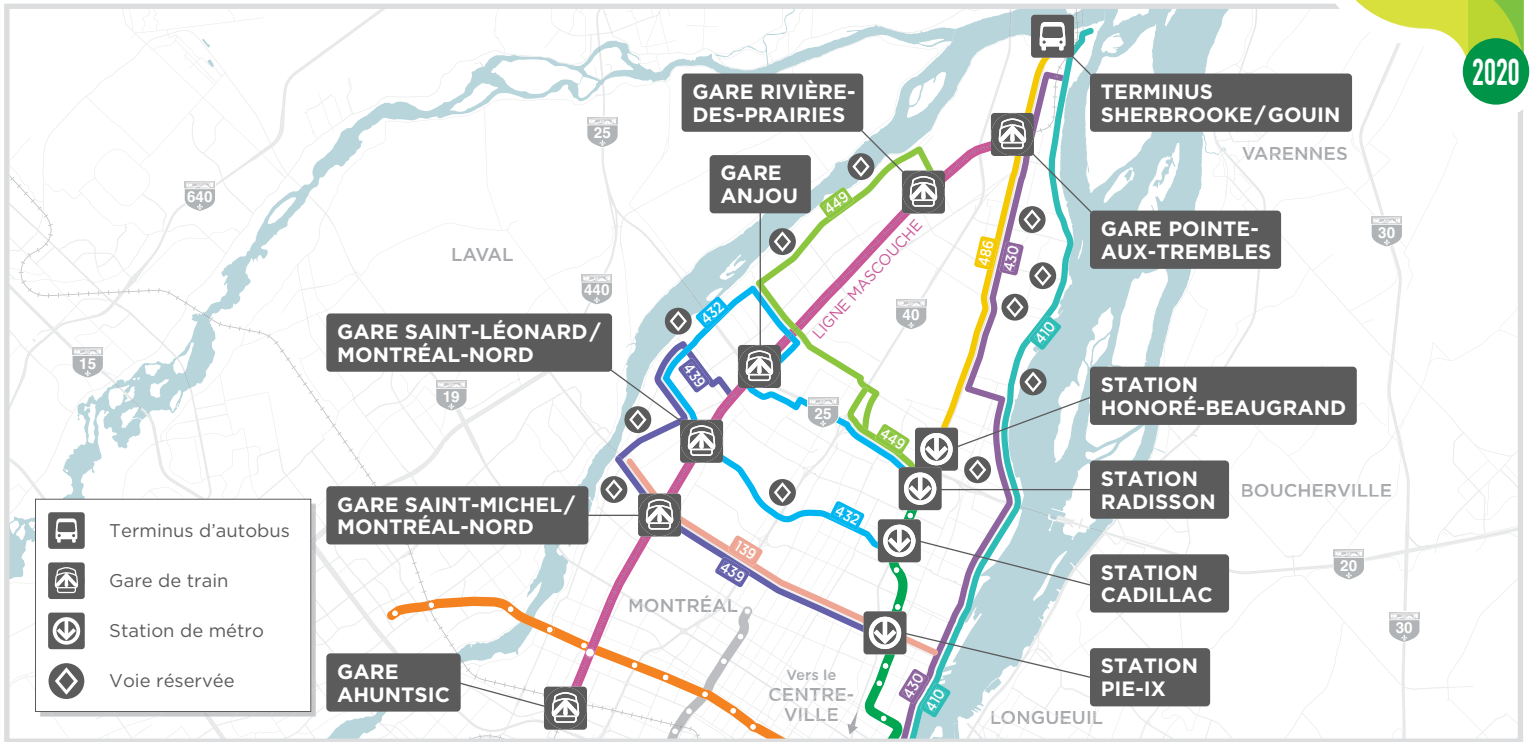 2020
GARE RIVIÈRE-
DES-PRAIRIES
TERMINUS
SHERBROOKE/GOUIN
25
VARENNES
GARE
ANJOU
640
449
GARE POINTE-
AUX-TREMBLES
30
LAVAL
486
430
440
LIGNE MASCOUCHE
40
432
410
GARE SAINT-LÉONARD/
MONTRÉAL-NORD
15
439
19
STATION
HONORÉ-BEAUGRAND
25
449
STATION
RADISSON
BOUCHERVILLE
GARE SAINT-MICHEL/
MONTRÉAL-NORD
432
139
439
20
STATION
CADILLAC
MONTRÉAL
30
Terminus d'autobus
Gare de train
Station de métro
Voie réservée
GARE
AHUNTSIC
Vers le
CENTRE-
VILLE
430
410
STATION
PIE-IX
LONGUEUIL